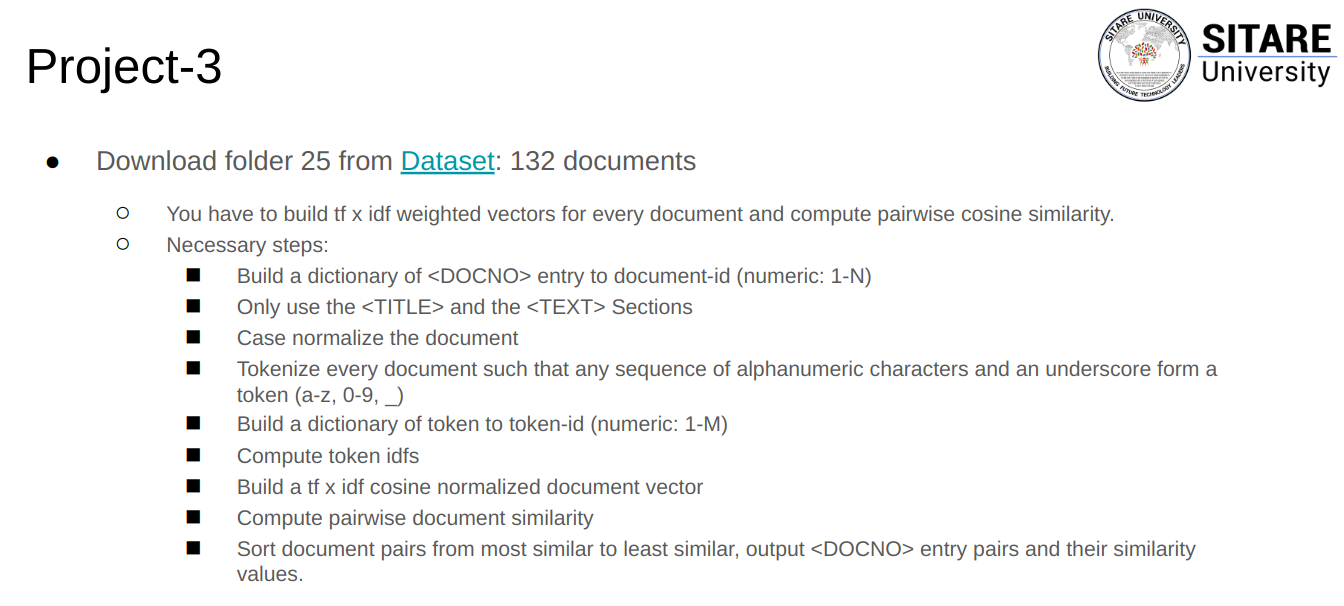 Project-3
SITARE UNIVERSITY
BUILDING FUTURE TECHNOLOGY LEADERS
SITARE
University
● Download folder 25 from Dataset: 132 documents
○ You have to build tf x idf weighted vectors for every document and compute pairwise cosine similarity.
○ Necessary steps:
■ Build a dictionary of <DOCNO> entry to document-id (numeric: 1-N)
■ Only use the <TITLE> and the <TEXT> Sections
■ Case normalize the document
■ Tokenize every document such that any sequence of alphanumeric characters and an underscore form a
token (a-z, 0-9, _)
■ Build a dictionary of token to token-id (numeric: 1-M)
■ Compute token idfs
■ Build a tf x idf cosine normalized document vector
■ Compute pairwise document similarity
■ Sort document pairs from most similar to least similar, output <DOCNO> entry pairs and their similarity
values.